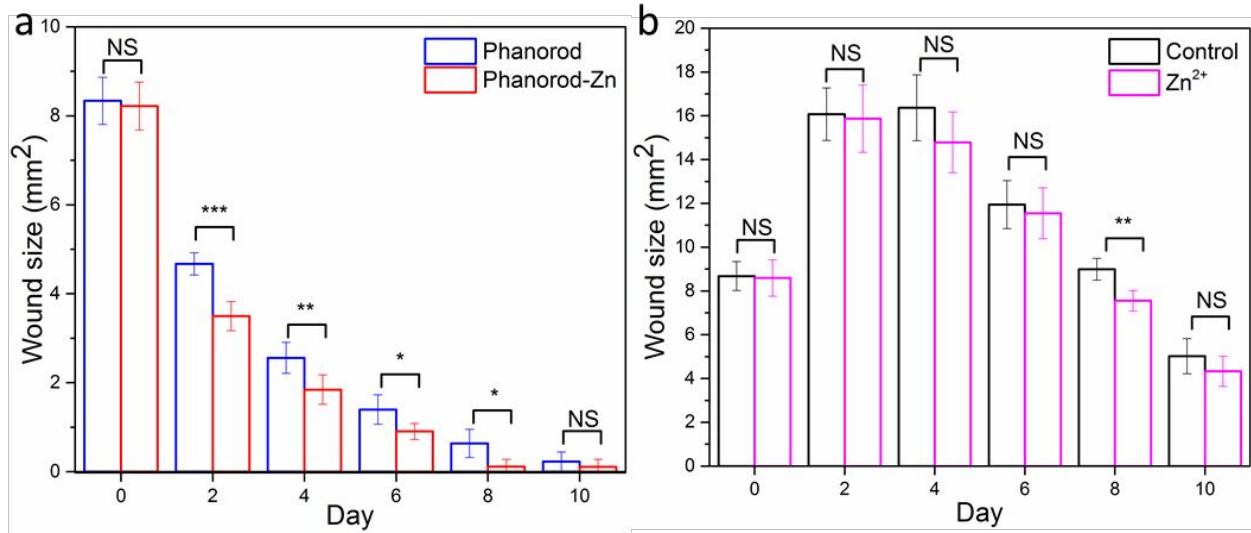 a
10
8
6
4
2
0
Wound size (mm²)
NS
***
**
*
*
NS
Phanorod
Phanorod-Zn
0 2 4 6 8 10
Day
b
20
18
16
14
12
10
8
6
4
2
0
Wound size (mm²)
NS
NS
NS
NS
**
NS
Control
Zn²⁺
0 2 4 6 8 10
Day